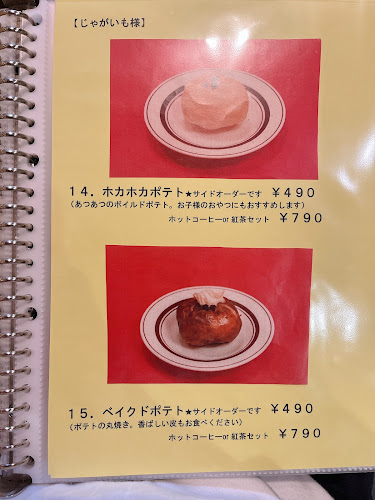 【じゃがいも様】
14．ホカホカポテト★サイドオーダーです ￥490
（あつあつのボイルドポテト。お子様のおやつにもおすすめします）
ホットコーヒーor 紅茶セット ￥790
15．ベイクドポテト★サイドオーダーです ￥490
（ポテトの丸焼き。香ばしい皮もお食べください）
ホットコーヒーor 紅茶セット ￥790